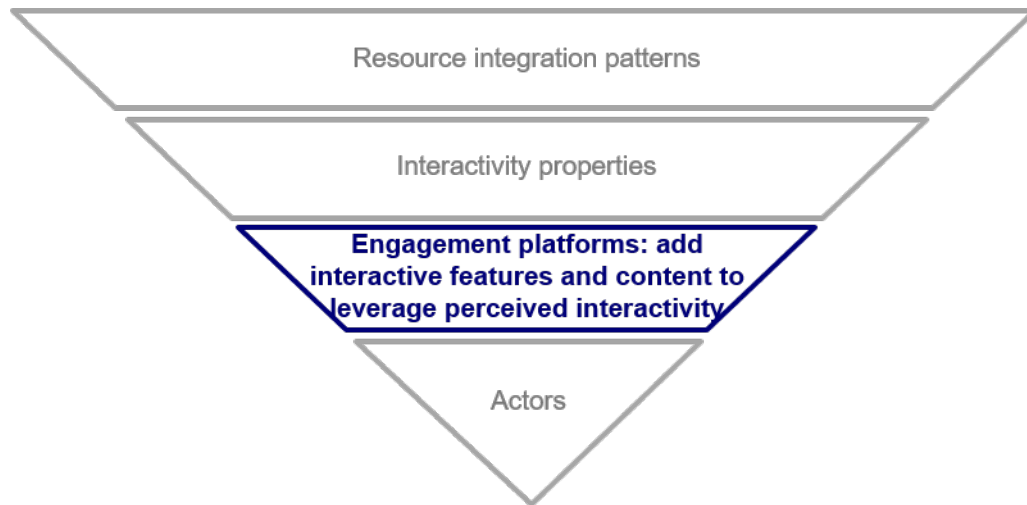 Resource integration patterns
Interactivity properties
Engagement platforms: add
interactive features and content to
leverage perceived interactivity
Actors